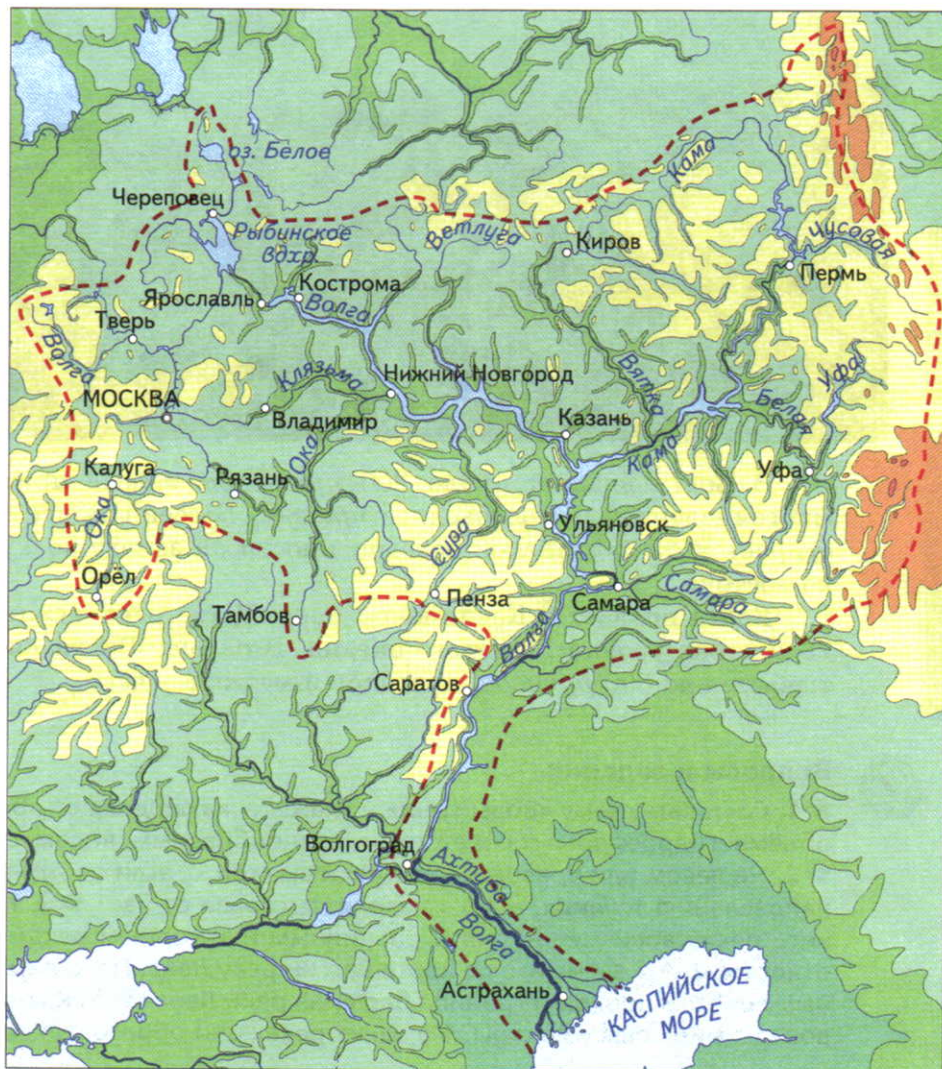 оз. Белое
Кама
Череповец
Ветлуга
Чусовая
Рыбинское
вдхр.
Киров
Пермь
Ярославль
Кострома
Волга
Тверь
Волга
Клязьма
Нижний Новгород
Вятка
Уфа
Белая
МОСКВА
Владимир
Казань
Кама
Калуга
Рязань
Ока
Уфа
Ока
Сура
Ульяновск
Орёл
Пенза
Самара
Самара
Тамбов
Волга
Саратов
Волгоград
Ахтуба
Волга
Астрахань
КАСПИЙСКОЕ
МОРЕ